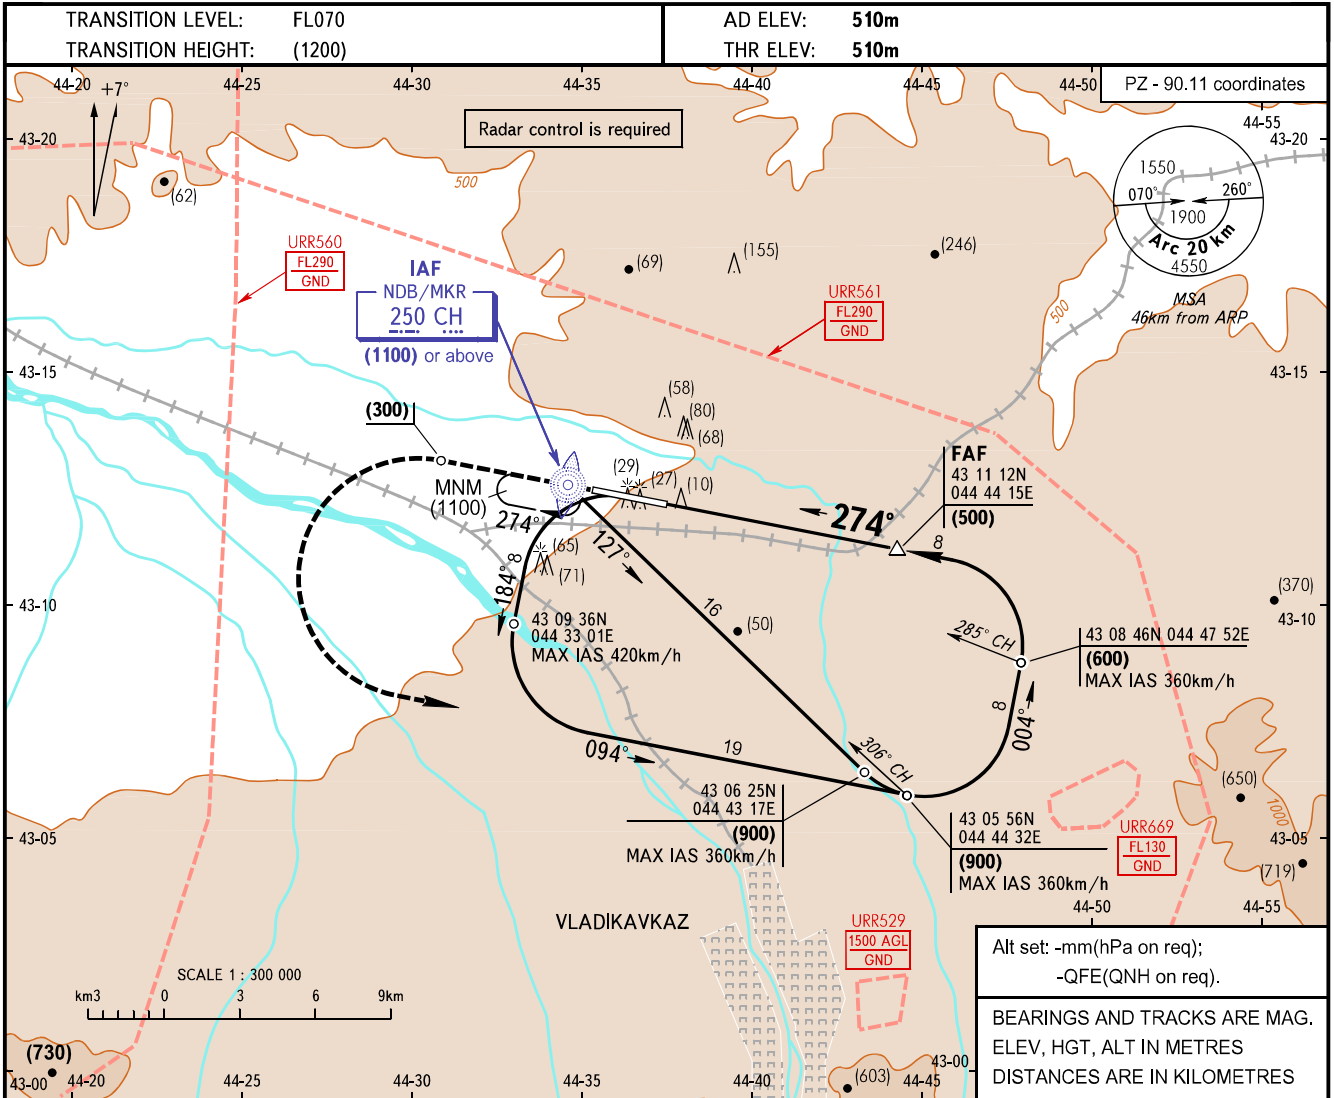 TRANSITION LEVEL: FL070
TRANSITION HEIGHT: (1200)
AD ELEV: 510m
THR ELEV: 510m
44-20
44-25
44-30
44-35
44-40
44-45
44-50
PZ - 90.11 coordinates
44-55
+7°
43-20
43-20
Radar control is required
(62)
500
1550
070°
260°
1900
Arc 20 km
4550
MSA
46km from ARP
URR560
FL290
GND
IAF
NDB/MKR
250 CH
(1100) or above
(69)
(155)
(246)
URR561
FL290
GND
500
43-15
43-15
(300)
(58)
(80)
(68)
FAF
43 11 12N
044 44 15E
(500)
MNM
(1100)
(29)
(27)
(10)
274°
274°
127°
8
(65)
(71)
184°
8
16
(50)
(370)
43-10
43-10
43 09 36N
044 33 01E
MAX IAS 420km/h
285° CH
43 08 46N 044 47 52E
(600)
MAX IAS 360km/h
8
004°
094°
19
306° CH
43 06 25N
044 43 17E
(900)
MAX IAS 360km/h
43 05 56N
044 44 32E
(900)
MAX IAS 360km/h
(650)
1000
URR669
FL130
GND
43-05
43-05
(719)
44-50
44-55
VLADIKAVKAZ
URR529
1500 AGL
GND
SCALE 1 : 300 000
km3 0 3 6 9km
Alt set: -mm(hPa on req);
-QFE(QNH on req).
BEARINGS AND TRACKS ARE MAG.
ELEV, HGT, ALT IN METRES
DISTANCES ARE IN KILOMETRES
(730)
43-00
44-20
44-25
44-30
44-35
44-40
(603)
44-45
43-00